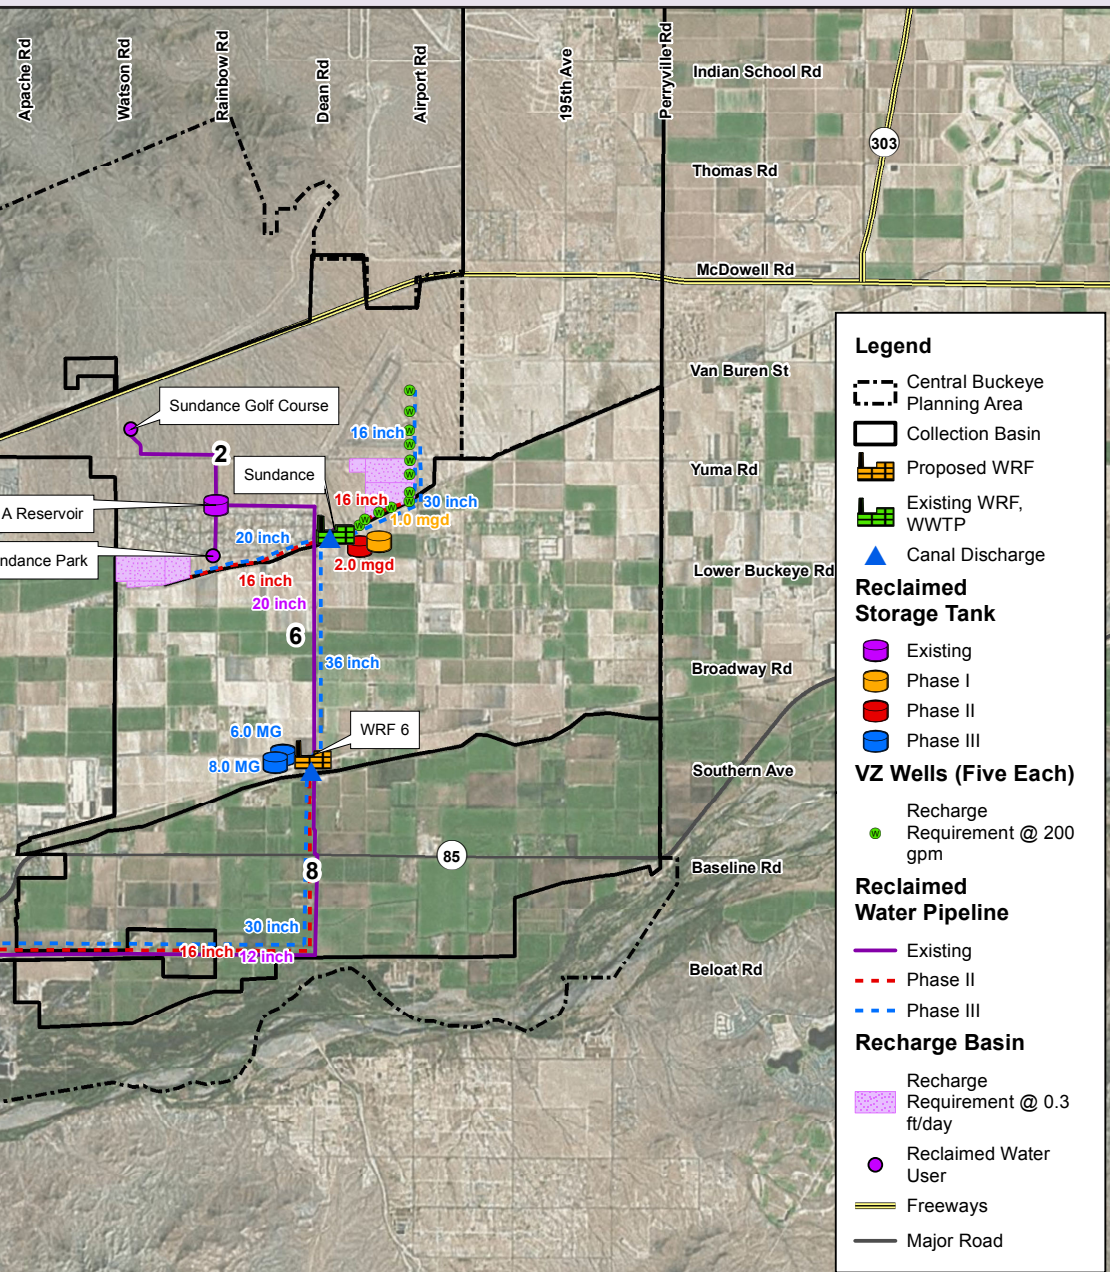 Apache Rd
Watson Rd
Rainbow Rd
Dean Rd
Airport Rd
195th Ave
Perryville Rd
Indian School Rd
303
Thomas Rd
McDowell Rd
Van Buren St
Sundance Golf Course
16 inch
2
Sundance
Yuma Rd
16 inch
30 inch
1.0 mgd
A Reservoir
20 inch
ndance Park
2.0 mgd
16 inch
Lower Buckeye Rd
20 inch
6
36 inch
Broadway Rd
6.0 MG
WRF 6
8.0 MG
Southern Ave
85
Baseline Rd
8
30 inch
16 inch
12 inch
Beloat Rd
Legend
Central Buckeye
Planning Area
Collection Basin
Proposed WRF
Existing WRF,
WWTP
Canal Discharge
Reclaimed
Storage Tank
Existing
Phase I
Phase II
Phase III
VZ Wells (Five Each)
W
Recharge
Requirement @ 200
gpm
Reclaimed
Water Pipeline
Existing
Phase II
Phase III
Recharge Basin
Recharge
Requirement @ 0.3
ft/day
Reclaimed Water
User
Freeways
Major Road